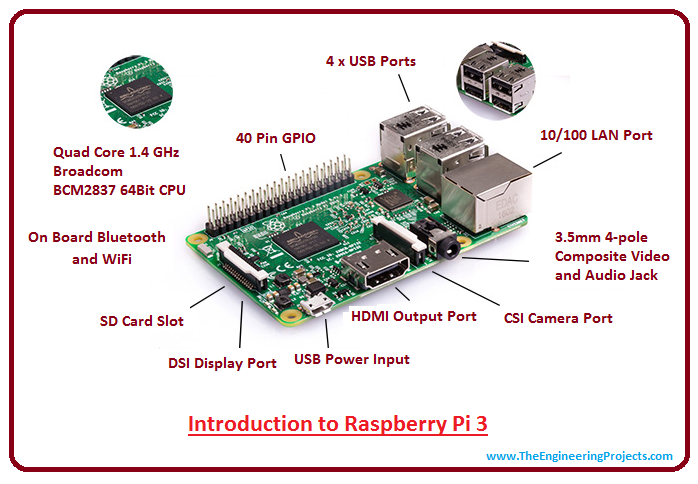 4 x USB Ports
40 Pin GPIO
10/100 LAN Port
Quad Core 1.4 GHz
Broadcom
BCM2837 64Bit CPU
On Board Bluetooth
and WiFi
3.5mm 4-pole
Composite Video
and Audio Jack
SD Card Slot
HDMI Output Port
CSI Camera Port
DSI Display Port
USB Power Input
Introduction to Raspberry Pi 3
www.TheEngineeringProjects.com